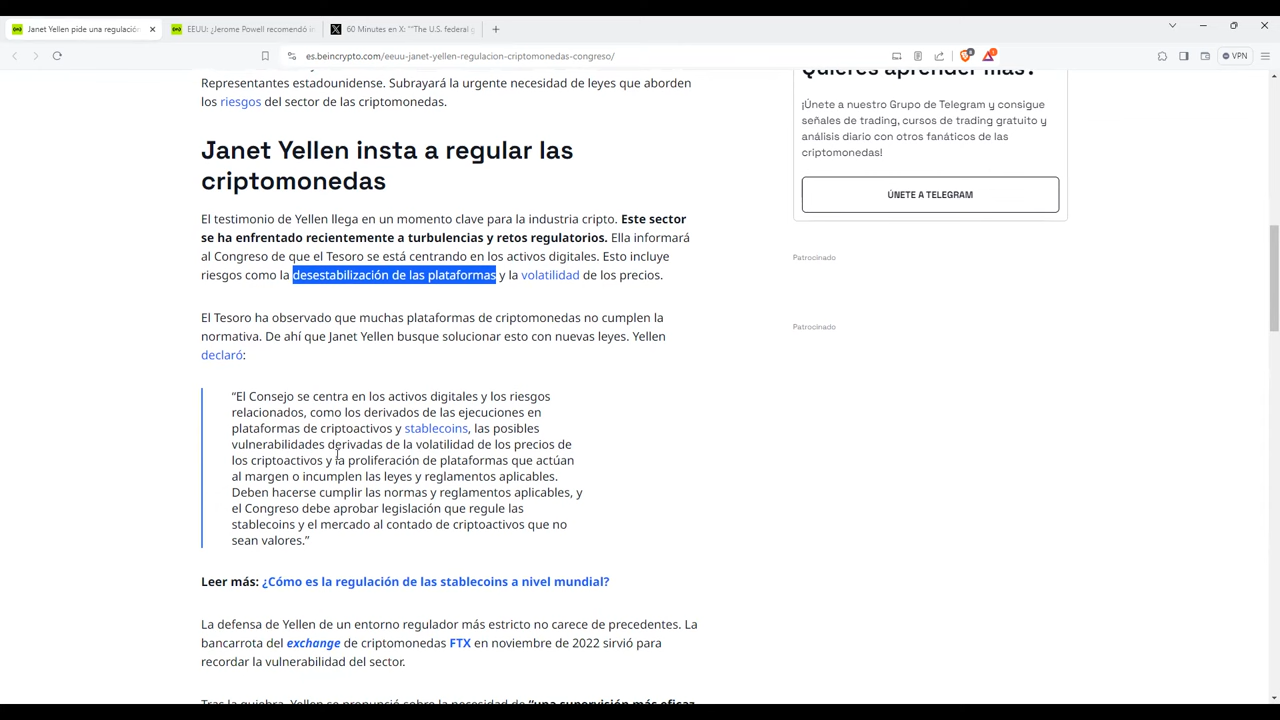 Janet Yellen pide una regulación
EEUU: ¿Jerome Powell recomendó i
60 Minutes en X: "The U.S. federal g
es.beincrypto.com/eeuu-janet-yellen-regulacion-criptomonedas-congreso/
VPN
Representantes estadounidense. Subrayará la urgente necesidad de leyes que aborden
los riesgos del sector de las criptomonedas.
Janet Yellen insta a regular las
criptomonedas
El testimonio de Yellen llega en un momento clave para la industria cripto. Este sector
se ha enfrentado recientemente a turbulencias y retos regulatorios. Ella informará
al Congreso de que el Tesoro se está centrando en los activos digitales. Esto incluye
riesgos como la desestabilización de las plataformas y la volatilidad de los precios.
El Tesoro ha observado que muchas plataformas de criptomonedas no cumplen la
normativa. De ahí que Janet Yellen busque solucionar esto con nuevas leyes. Yellen
declaró:
“El Consejo se centra en los activos digitales y los riesgos
relacionados, como los derivados de las ejecuciones en
plataformas de criptoactivos y stablecoins, las posibles
vulnerabilidades derivadas de la volatilidad de los precios de
los criptoactivos y la proliferación de plataformas que actúan
al margen o incumplen las leyes y reglamentos aplicables.
Deben hacerse cumplir las normas y reglamentos aplicables, y
el Congreso debe aprobar legislación que regule las
stablecoins y el mercado al contado de criptoactivos que no
sean valores.”
Leer más: ¿Cómo es la regulación de las stablecoins a nivel mundial?
La defensa de Yellen de un entorno regulador más estricto no carece de precedentes. La
bancarrota del exchange de criptomonedas FTX en noviembre de 2022 sirvió para
recordar la vulnerabilidad del sector.
Tras la quiebra, Yellen se pronunció sobre la necesidad de “una supervisión más eficaz
Quieres aprender más?
¡Únete a nuestro Grupo de Telegram y consigue
señales de trading, cursos de trading gratuito y
análisis diario con otros fanáticos de las
criptomonedas!
ÚNETE A TELEGRAM
Patrocinado
Patrocinado